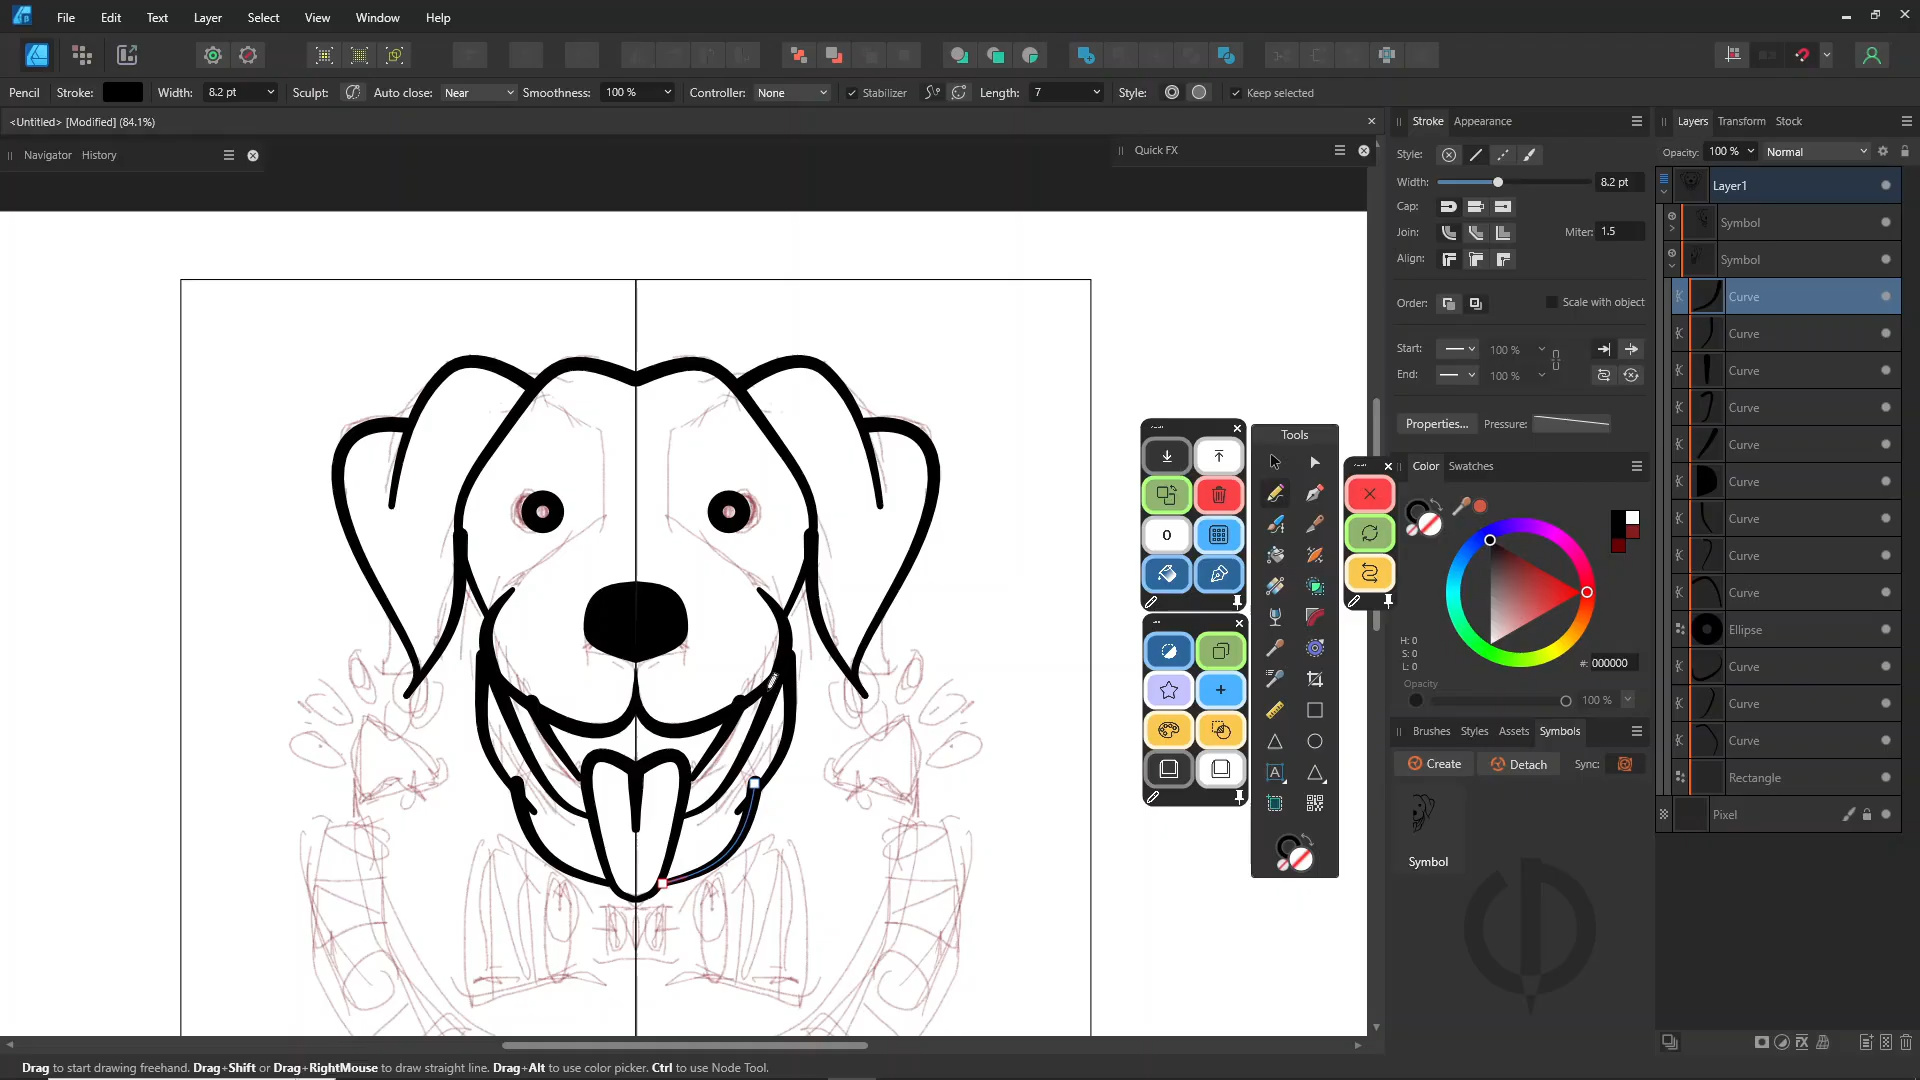 File Edit Text Layer Select View Window Help
Pencil Stroke: Width: 8.2 pt Sculpt: Auto close: Near Smoothness: 100 % Controller: None Stabilizer Length: 7 Style: Keep selected
<Untitled> [Modified] (84.1%)
Navigator History
Quick FX
Tools
0
Stroke Appearance
Style:
Width: 8.2 pt
Cap:
Join: Miter: 1.5
Align:
Order: Scale with object
Start: 100 %
End: 100 %
Properties... Pressure:
Color Swatches
H: 0
S: 0
L: 0
#: 000000
Opacity
100 %
Brushes Styles Assets Symbols
Create Detach Sync:
Symbol
Layers Transform Stock
Opacity: 100 % Normal
Layer1
Symbol
Symbol
Curve
Curve
Curve
Curve
Curve
Curve
Curve
Curve
Curve
Ellipse
Curve
Curve
Curve
Rectangle
Pixel
Drag to start drawing freehand. Drag+Shift or Drag+RightMouse to draw straight line. Drag+Alt to use color picker. Ctrl to use Node Tool.